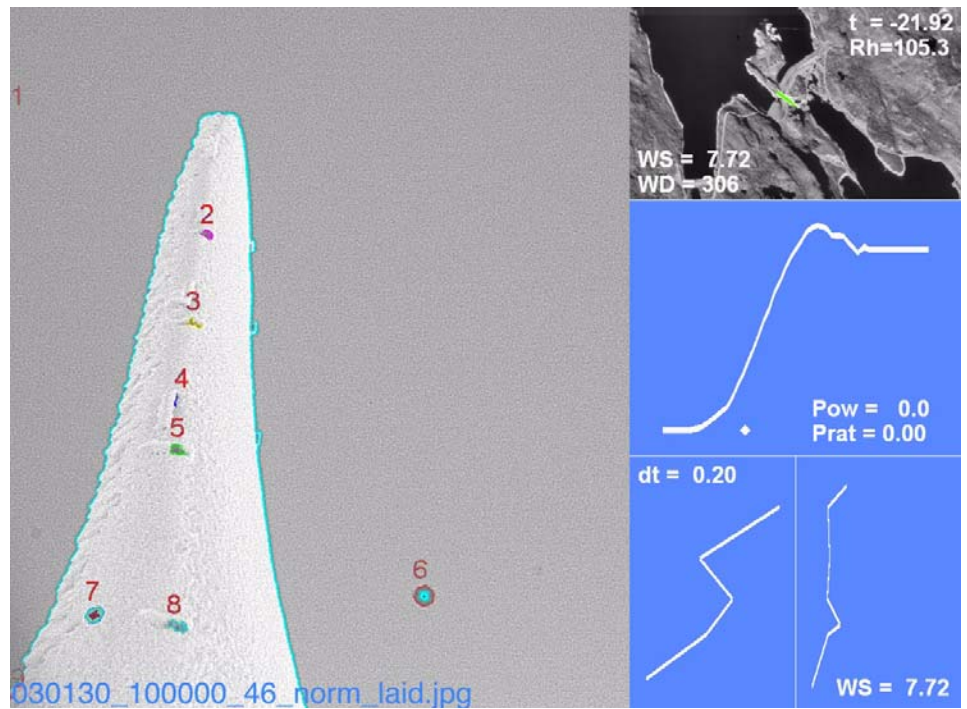 1
2
3
4
5
6
7
8
030130_100000_46_norm_laid.jpg
t = -21.92
Rh=105.3
WS = 7.72
WD = 306
Pow = 0.0
Prat = 0.00
dt = 0.20
WS = 7.72